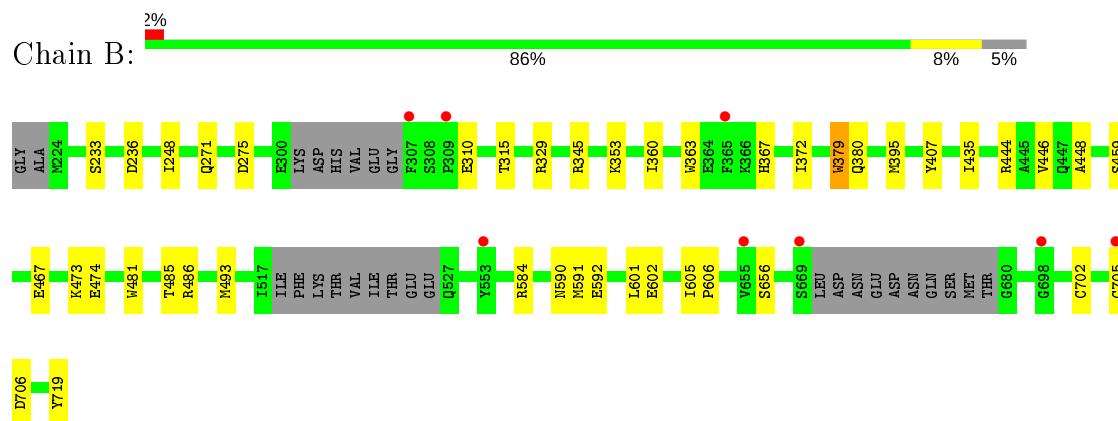 2%
Chain B:
86% 8% 5%
GLY ALA M224 S233 D236 I248 Q271 D275 E300 LYS ASP HIS VAL GLU GLY F307 S308 P309 E310 T315 R329 R345 K353 I360 W363 E364 F365 K366 H367 I372 W379 Q380 M395 Y407 I435 R444 A445 V446 Q447 A448 S459
E467 K473 E474 W481 T485 R486 M493 I517 ILE PHE LYS THR VAL ILE THR GLU GLU Q527 Y553 R584 N590 M591 E592 L601 E602 I605 P606 V655 S656 S669 LEU ASP ASN GLU ASP ASN GLN SER MET THR G680 G698 C702 C705
D706 Y719